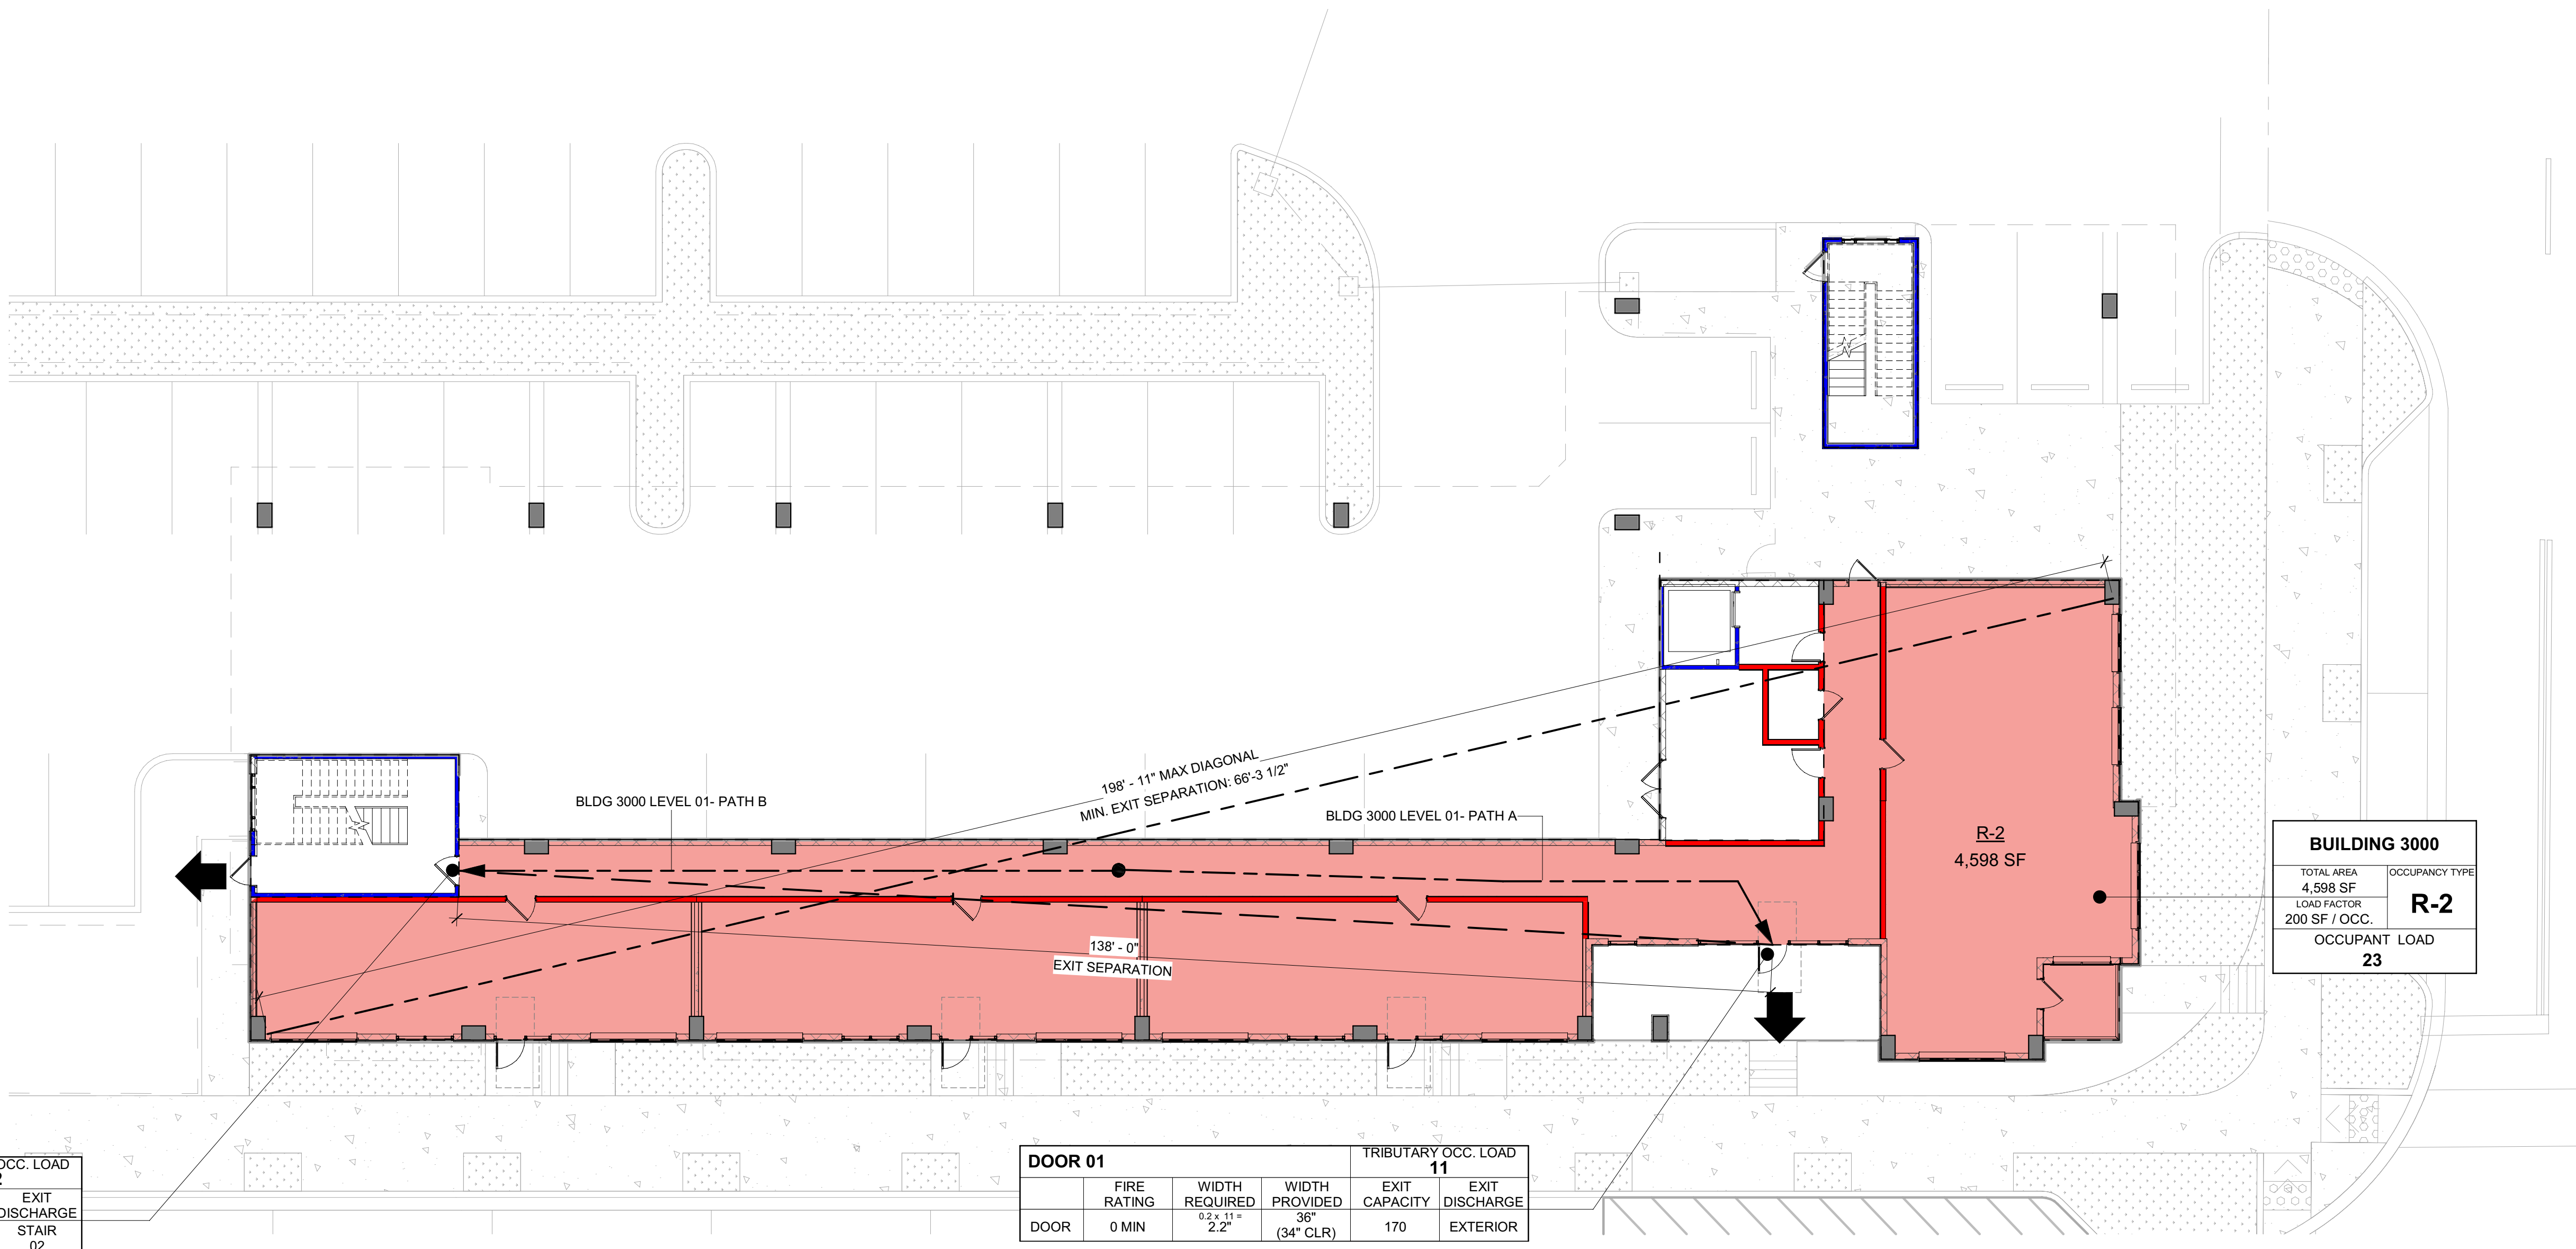 198' - 11" MAX DIAGONAL
MIN. EXIT SEPARATION: 66'-3 1/2"
BLDG 3000 LEVEL 01- PATH B
BLDG 3000 LEVEL 01- PATH A
R-2
4,598 SF
138' - 0"
EXIT SEPARATION
BUILDING 3000
TOTAL AREA
4,598 SF
OCCUPANCY TYPE
R-2
LOAD FACTOR
200 SF / OCC.
OCCUPANT LOAD
23
OCC. LOAD
EXIT
DISCHARGE
STAIR
02
DOOR 01
TRIBUTARY OCC. LOAD
11
FIRE RATING
WIDTH REQUIRED
WIDTH PROVIDED
EXIT CAPACITY
EXIT DISCHARGE
DOOR
0 MIN
0.2 x 11 =
2.2"
36"
(34" CLR)
170
EXTERIOR